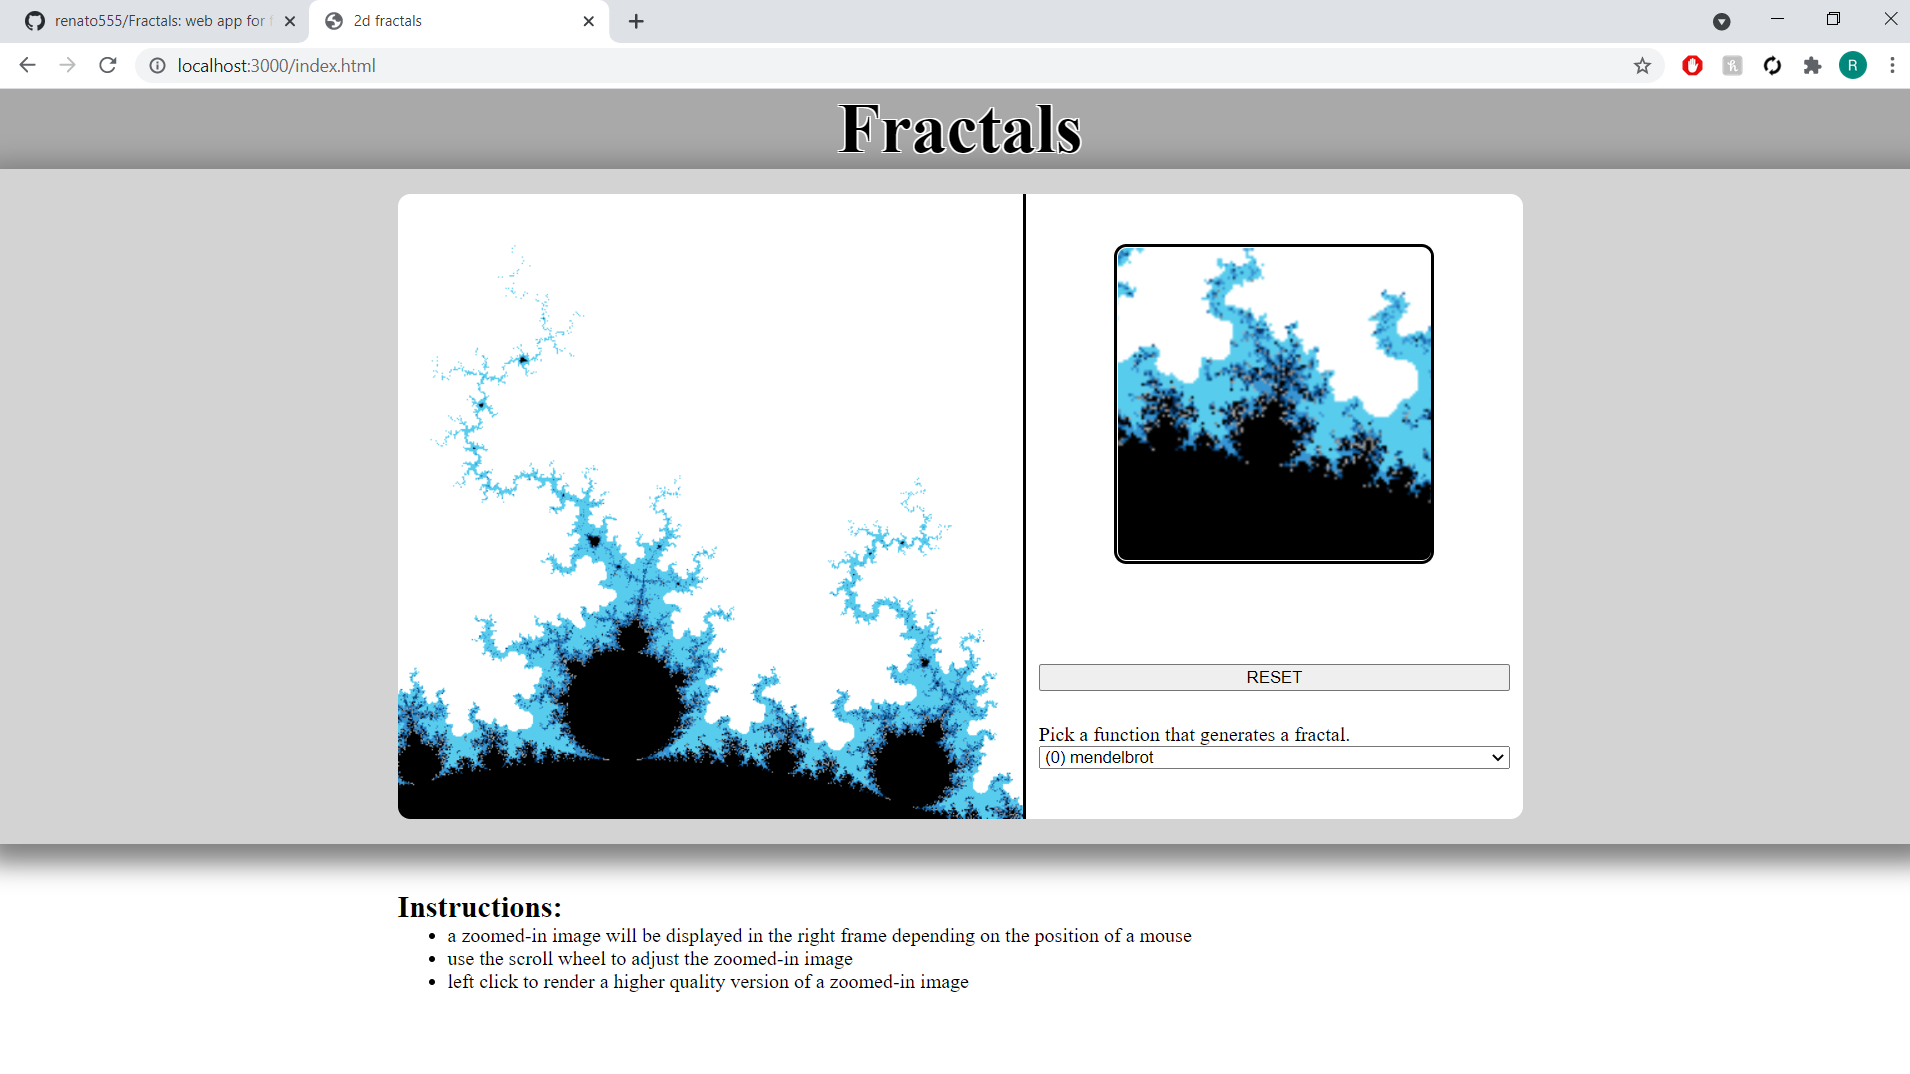 renato555/Fractals: web app for f
2d fractals
localhost:3000/index.html
R
Fractals
RESET
Pick a function that generates a fractal.
(0) mendelbrot
Instructions:
• a zoomed-in image will be displayed in the right frame depending on the position of a mouse
• use the scroll wheel to adjust the zoomed-in image
• left click to render a higher quality version of a zoomed-in image